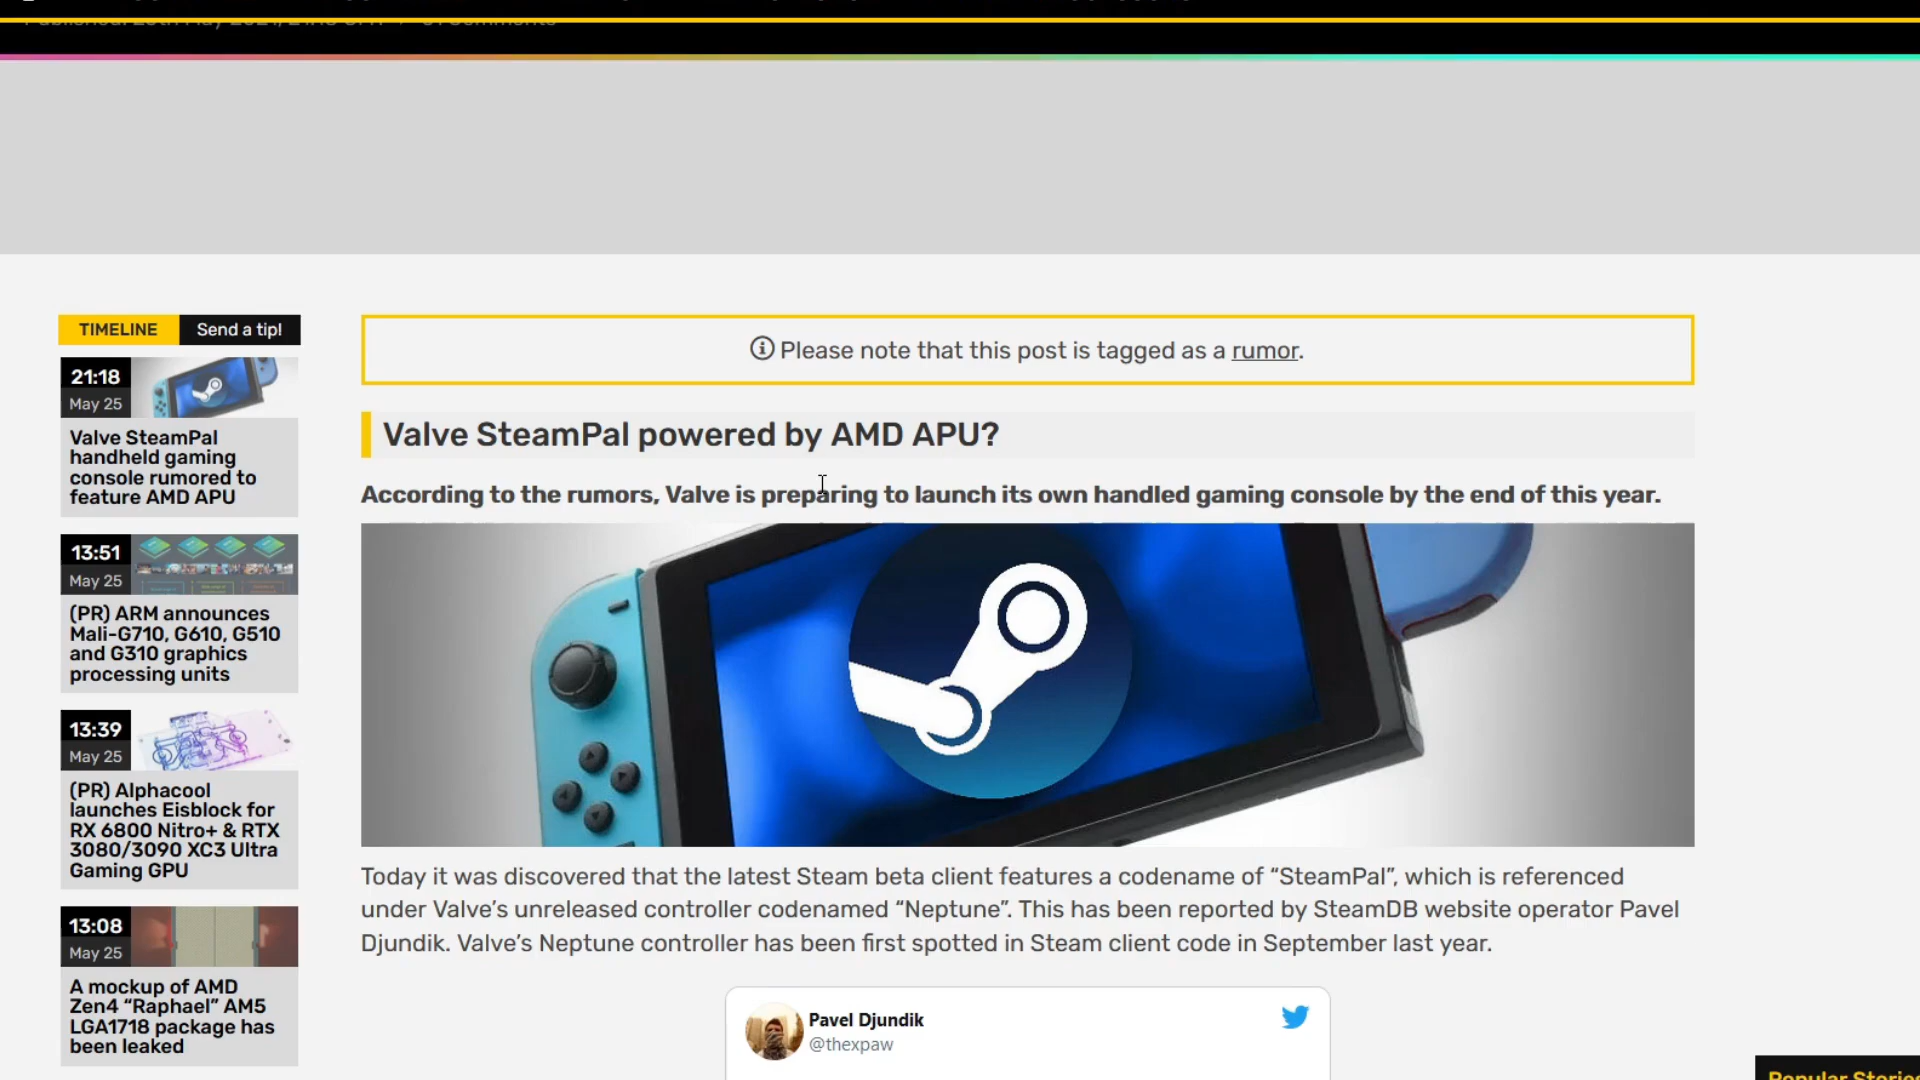 TIMELINE
Send a tip!
21:18
May 25
Valve SteamPal
handheld gaming
console rumored to
feature AMD APU
13:51
May 25
(PR) ARM announces
Mali-G710, G610, G510
and G310 graphics
processing units
13:39
May 25
(PR) Alphacool
launches Eisblock for
RX 6800 Nitro+ & RTX
3080/3090 XC3 Ultra
Gaming GPU
13:08
May 25
A mockup of AMD
Zen4 “Raphael” AM5
LGA1718 package has
been leaked
Please note that this post is tagged as a rumor.
Valve SteamPal powered by AMD APU?
According to the rumors, Valve is preparing to launch its own handled gaming console by the end of this year.
Today it was discovered that the latest Steam beta client features a codename of “SteamPal”, which is referenced
under Valve’s unreleased controller codenamed “Neptune”. This has been reported by SteamDB website operator Pavel
Djundik. Valve’s Neptune controller has been first spotted in Steam client code in September last year.
Pavel Djundik
@thexpaw
Popular Stories